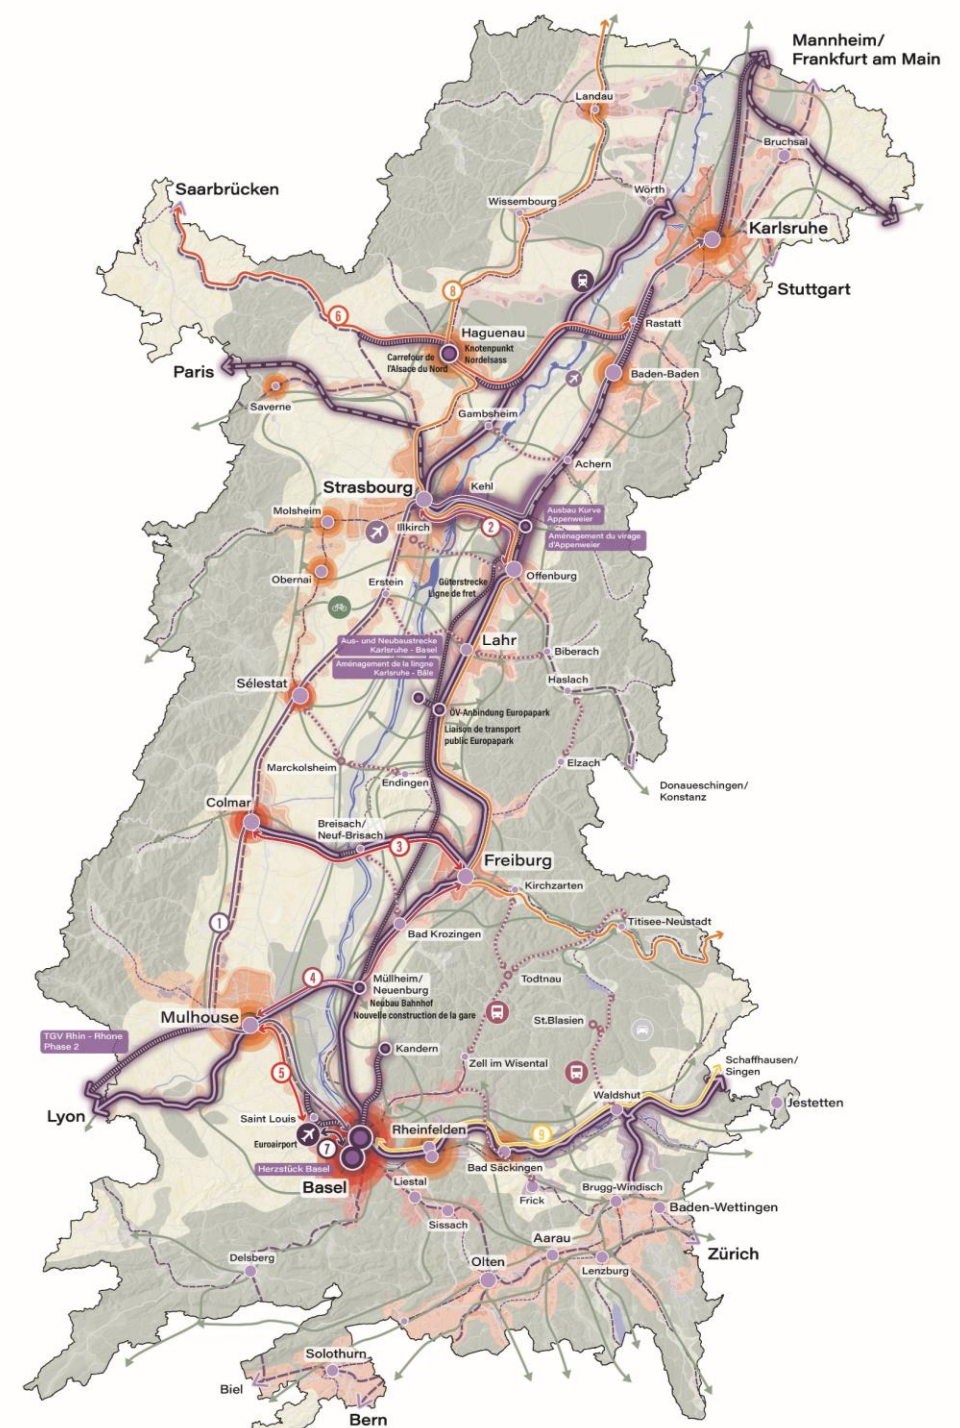 Mannheim/
Frankfurt am Main
Landau
Bruchsal
Saarbrücken
Wörth
Wissembourg
Karlsruhe
Stuttgart
8
6
Haguenau
Rastatt
Carrefour de
l'Alsace du Nord
Knotenpunkt
Nordelsass
Paris
Baden-Baden
Saverne
Gambsheim
Achern
Strasbourg
Kehl
Molsheim
Illkirch
2
Ausbau Kurve
Appenweier
Aménagement du virage
d'Appenweier
Obernai
Erstein
Güterstrecke
Ligne de fret
Offenburg
Aus- und Neubaustrecke
Karlsruhe - Basel
Aménagement de la lingne
Karlsruhe - Bâle
Lahr
Biberach
Haslach
Sélestat
ÖV-Anbindung Europapark
Liaison de transport
public Europapark
Marckolsheim
Endingen
Elzach
Donaueschingen/
Konstanz
Colmar
Breisach/
Neuf-Brisach
3
Freiburg
Kirchzarten
1
Bad Krozingen
Titisee-Neustadt
4
Müllheim/
Neuenburg
Neubau Bahnhof
Nouvelle construction de la gare
Todtnau
Mulhouse
St.Blasien
TGV Rhin - Rhone
Phase 2
Kandern
Zell im Wisental
5
Schaffhausen/
Singen
Lyon
Saint Louis
Waldshut
Jestetten
Euroairport
7
Rheinfelden
9
Herzstück Basel
Bad Säckingen
Basel
Liestal
Frick
Brugg-Windisch
Baden-Wettingen
Sissach
Aarau
Zürich
Delsberg
Olten
Lenzburg
Solothurn
Biel
Bern